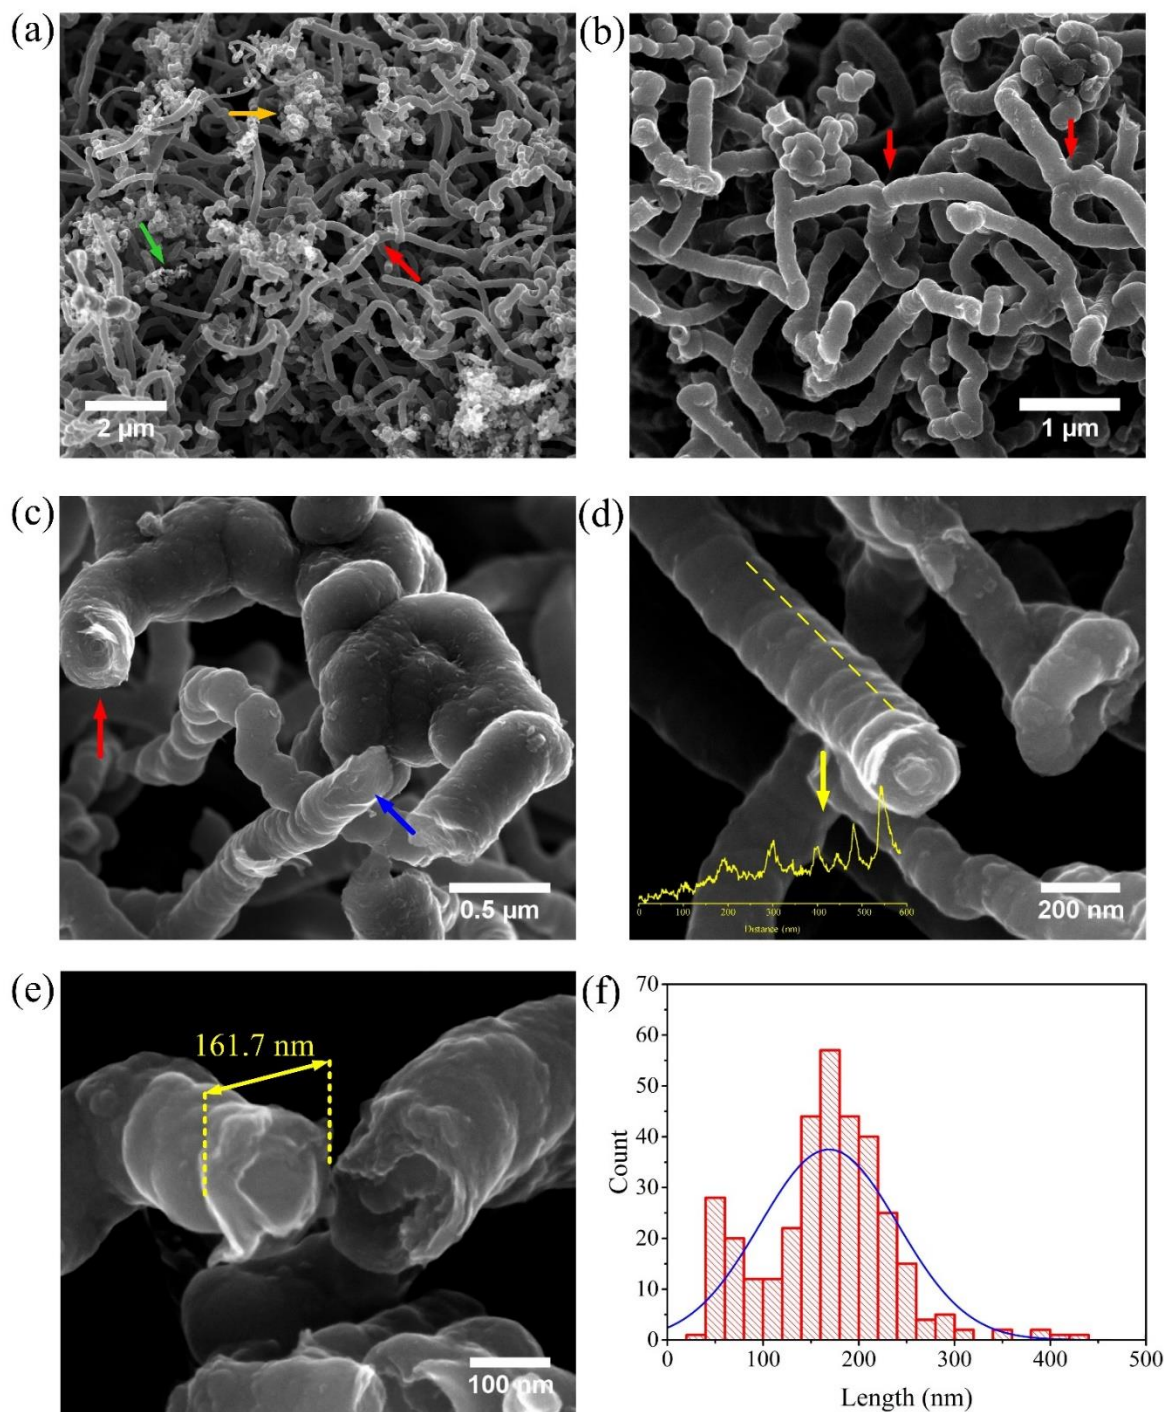 (a)
2 µm
(b)
1 µm
(c)
0.5 µm
(d)
0 100 200 300 400 500 600
Distance (nm)
200 nm
(e)
161.7 nm
100 nm
(f)
70
60
50
40
30
20
10
0
Count
0 100 200 300 400 500
Length (nm)